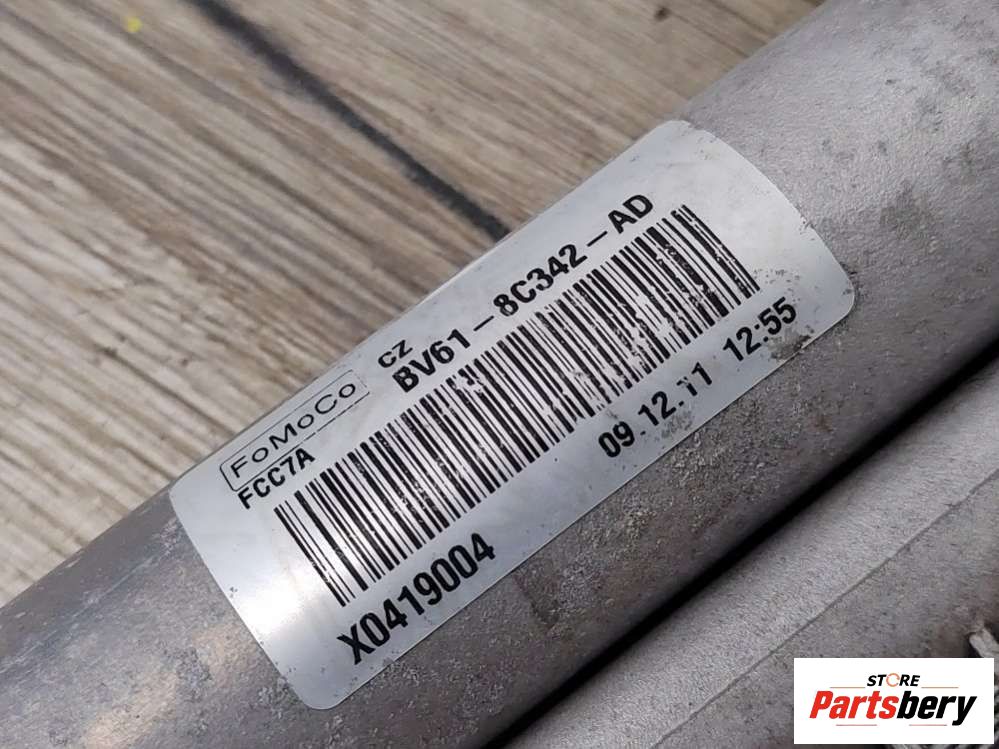 FoMoCo
CZ
FCC7A
BV61-8C342-AD
X0419004
09.12.11 12:55
STORE
Partsbery